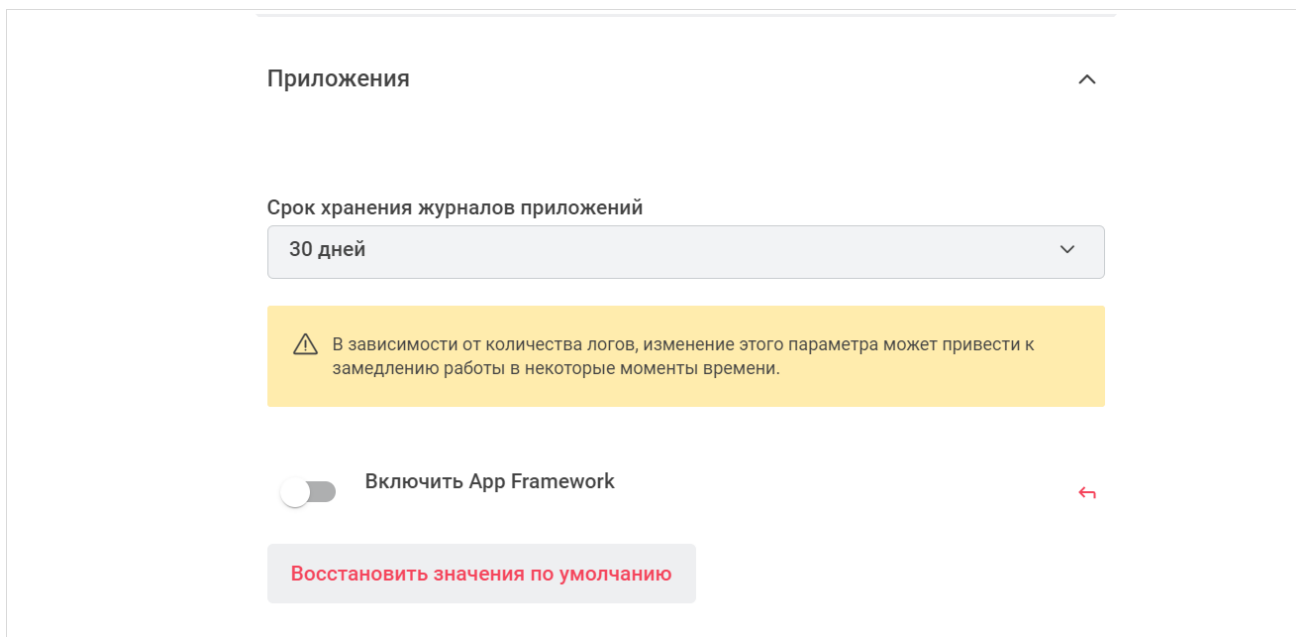 Приложения
Срок хранения журналов приложений
30 дней
В зависимости от количества логов, изменение этого параметра может привести к
замедлению работы в некоторые моменты времени.
Включить App Framework
Восстановить значения по умолчанию